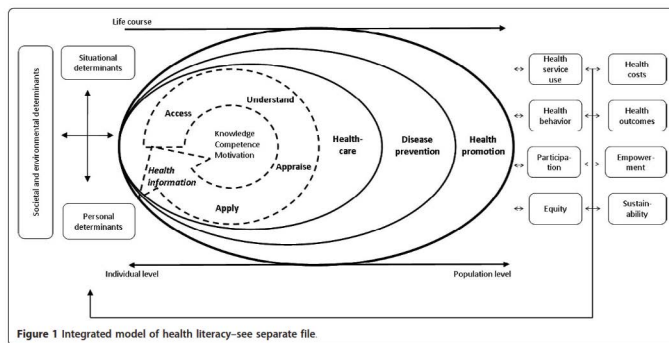 Life course
Societal and environmental determinants
Situational
determinants
Personal
determinants
Access
Understand
Knowledge
Competence
Motivation
Health
information
Appraise
Apply
Health-
care
Disease
prevention
Health
promotion
Health
service
use
Health
costs
Health
behavior
Health
outcomes
Participa-
tion
Empower-
ment
Equity
Sustain-
ability
Individual level
Population level
Figure 1 Integrated model of health literacy–see separate file.